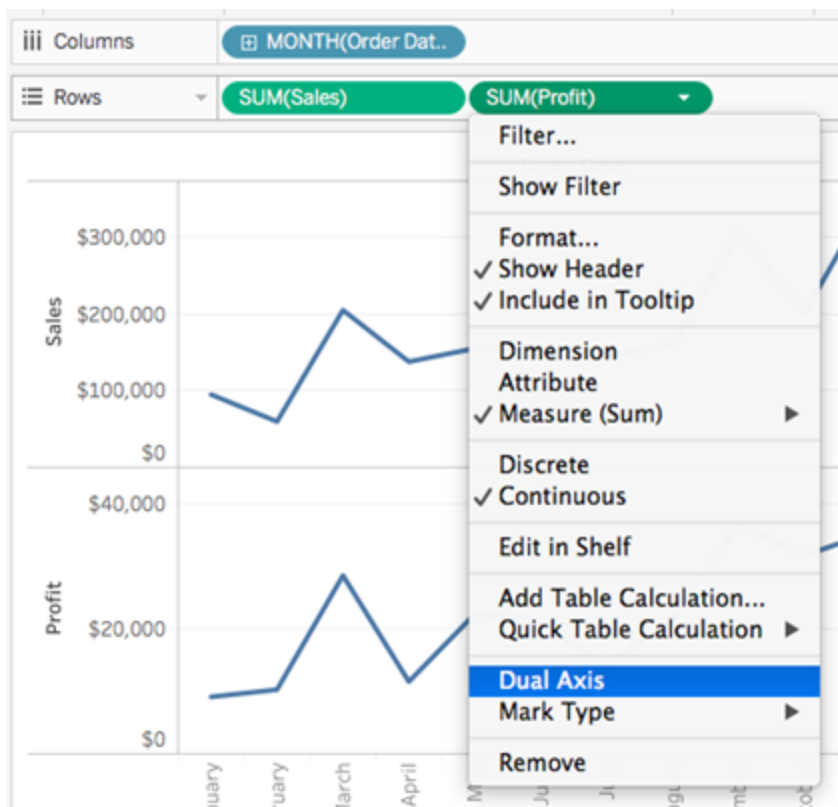 Columns
MONTH(Order Dat..
Rows
SUM(Sales)
SUM(Profit)
Filter...
Show Filter
Format...
Show Header
Include in Tooltip
Dimension
Attribute
Measure (Sum)
Discrete
Continuous
Edit in Shelf
Add Table Calculation...
Quick Table Calculation
Dual Axis
Mark Type
Remove
Sales
$300,000
$200,000
$100,000
$0
Profit
$40,000
$20,000
$0
April